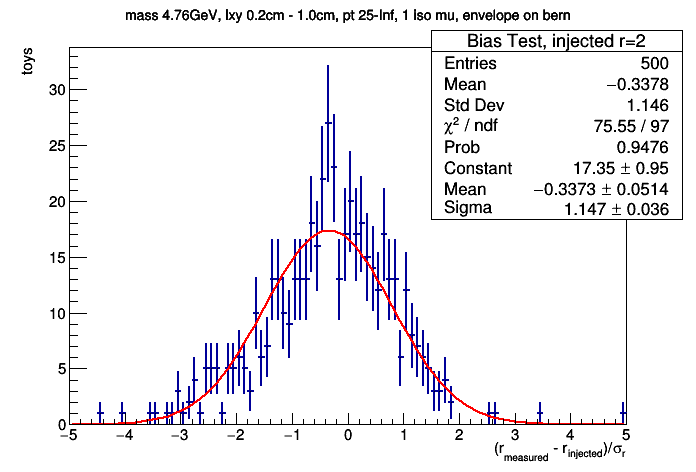 mass 4.76GeV, lxy 0.2cm - 1.0cm, pt 25-Inf, 1 Iso mu, envelope on bern
toys
Bias Test, injected r=2
Entries 500
Mean −0.3378
Std Dev 1.146
χ² / ndf 75.55 / 97
Prob 0.9476
Constant 17.35 ± 0.95
Mean −0.3373 ± 0.0514
Sigma 1.147 ± 0.036
30
25
20
15
10
5
0
−5 −4 −3 −2 −1 0 1 2 3 4 5
(r_measured - r_injected)/σ_r